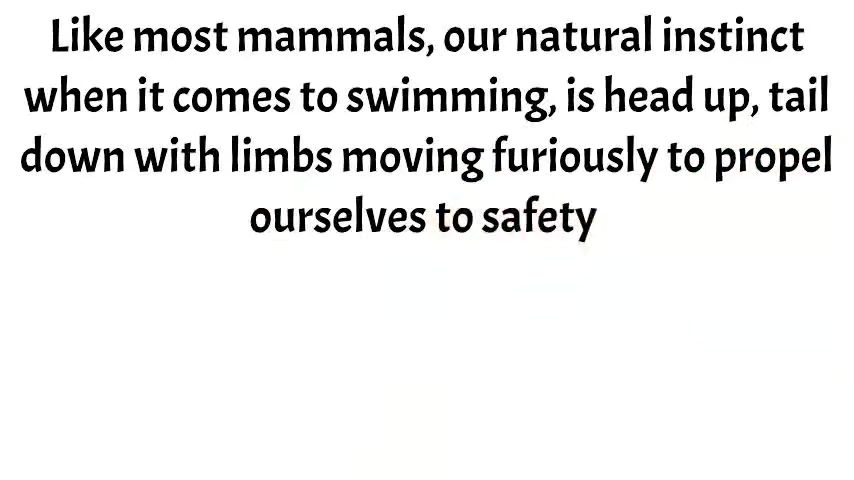 Like most mammals, our natural instinct
when it comes to swimming, is head up, tail
down with limbs moving furiously to propel
ourselves to safety